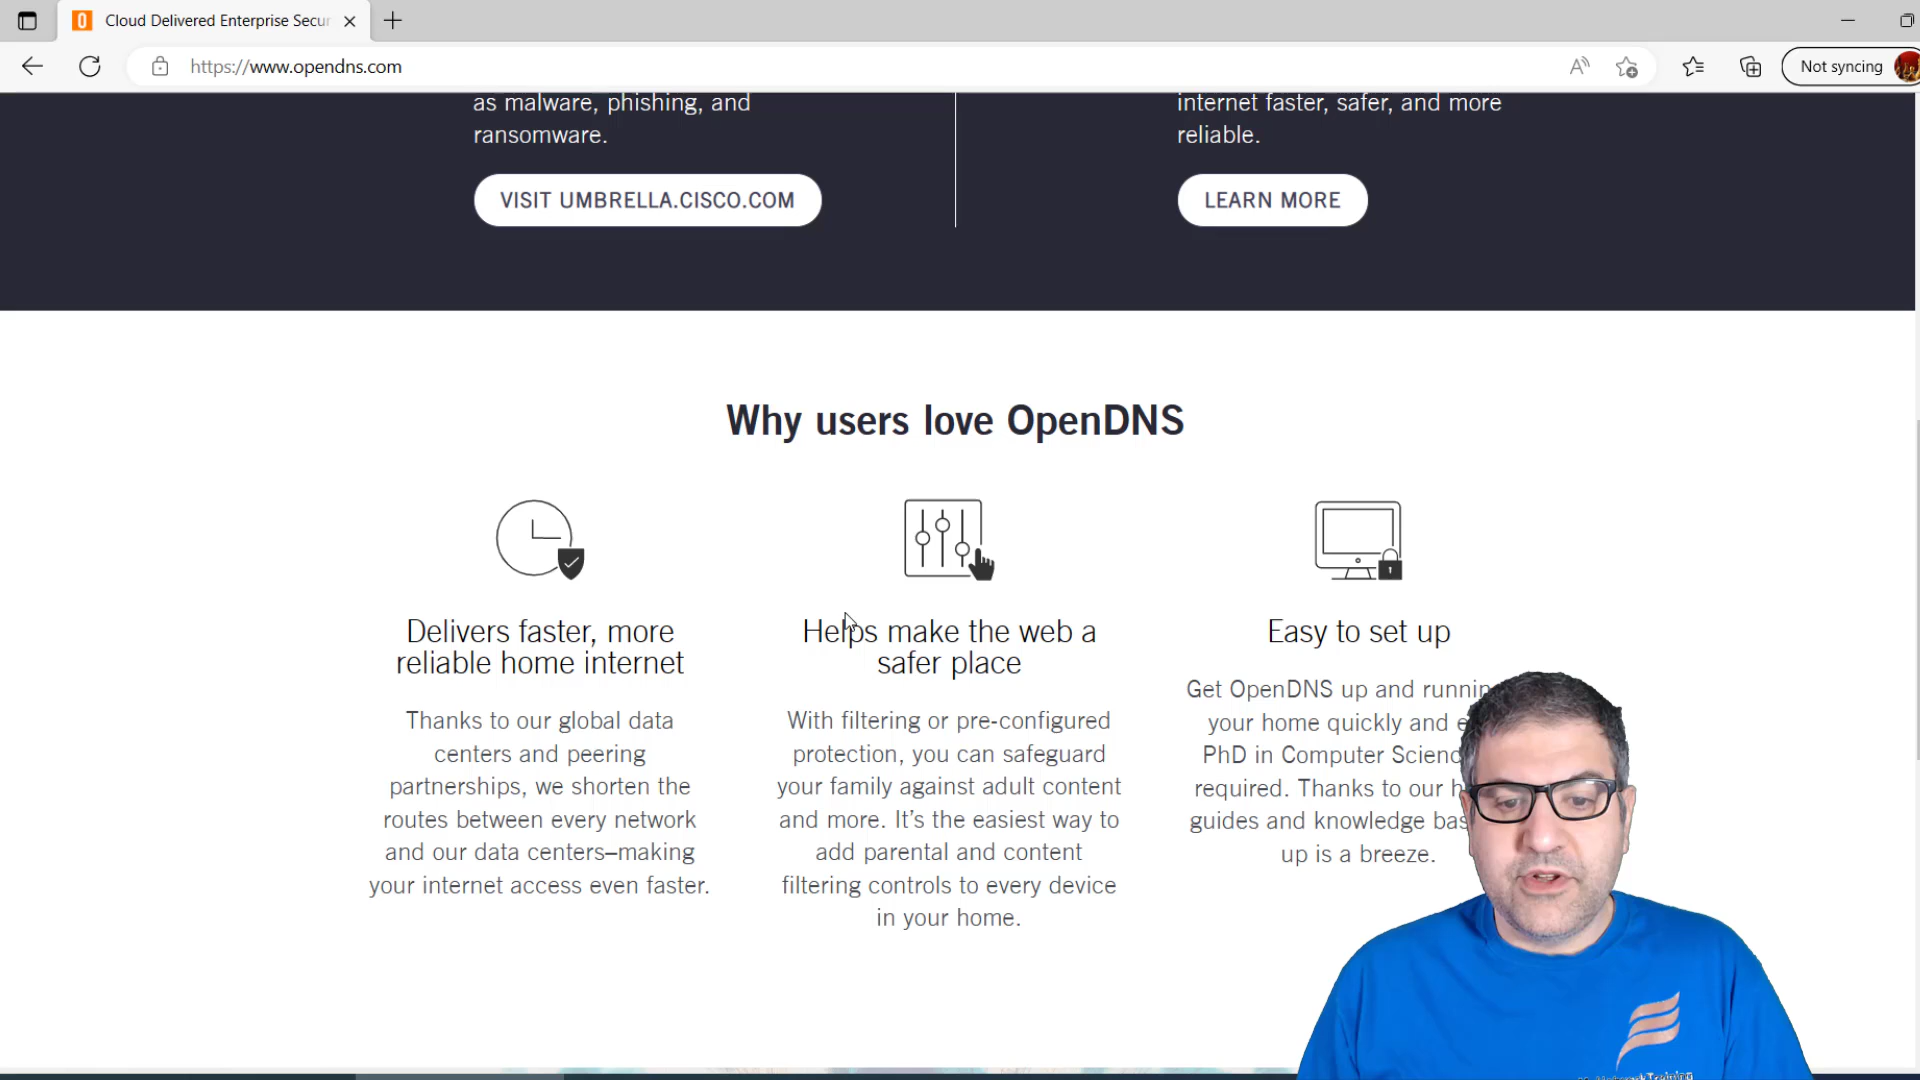 Cloud Delivered Enterprise Secur
https://www.opendns.com
Not syncing
as malware, phishing, and
ransomware.
VISIT UMBRELLA.CISCO.COM
internet faster, safer, and more
reliable.
LEARN MORE
Why users love OpenDNS
Delivers faster, more
reliable home internet
Thanks to our global data
centers and peering
partnerships, we shorten the
routes between every network
and our data centers–making
your internet access even faster.
Helps make the web a
safer place
With filtering or pre-configured
protection, you can safeguard
your family against adult content
and more. It's the easiest way to
add parental and content
filtering controls to every device
in your home.
Easy to set up
Get OpenDNS up and runnin
your home quickly and e
PhD in Computer Scienc
required. Thanks to our h
guides and knowledge bas
up is a breeze.